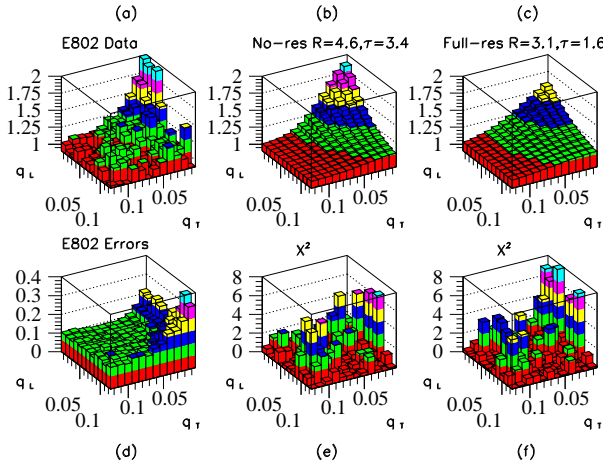 (a) (b) (c)
E802 Data No-res R=4.6,τ=3.4 Full-res R=3.1,τ=1.6
2 2 2
1.75 1.75 1.75
1.5 1.5 1.5
1.25 1.25 1.25
1 1 1
q L q L q L
0.05 0.05 0.05 0.05 0.05 0.05
0.1 0.1 0.1 0.1 0.1 0.1
q T q T q T
E802 Errors X² X²
0.4 8 8
0.3 6 6
0.2 4 4
0.1 2 2
0 0 0
q L q L q L
0.05 0.05 0.05 0.05 0.05 0.05
0.1 0.1 0.1 0.1 0.1 0.1
q T q T q T
(d) (e) (f)